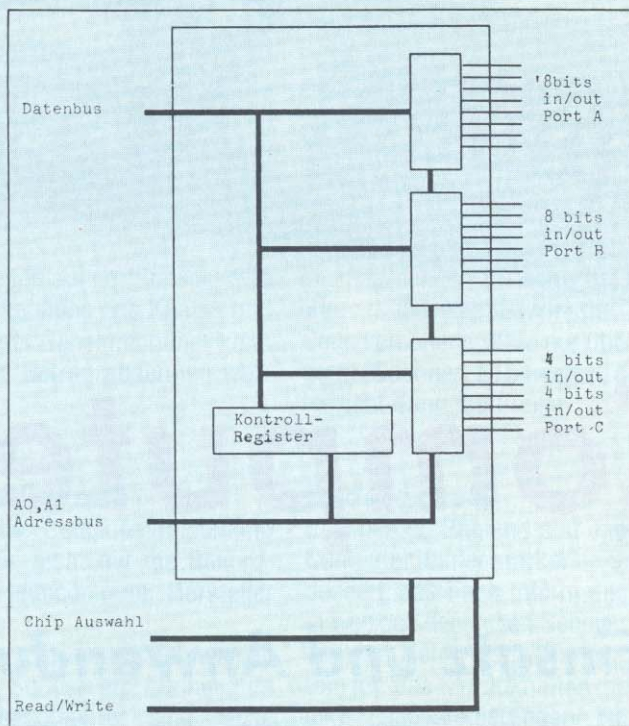 Datenbus
'8bits
in/out
Port A
8 bits
in/out
Port B
4 bits
in/out
4 bits
in/out
Port C
Kontroll-
Register
A0,A1
Adressbus
Chip Auswahl
Read/Write